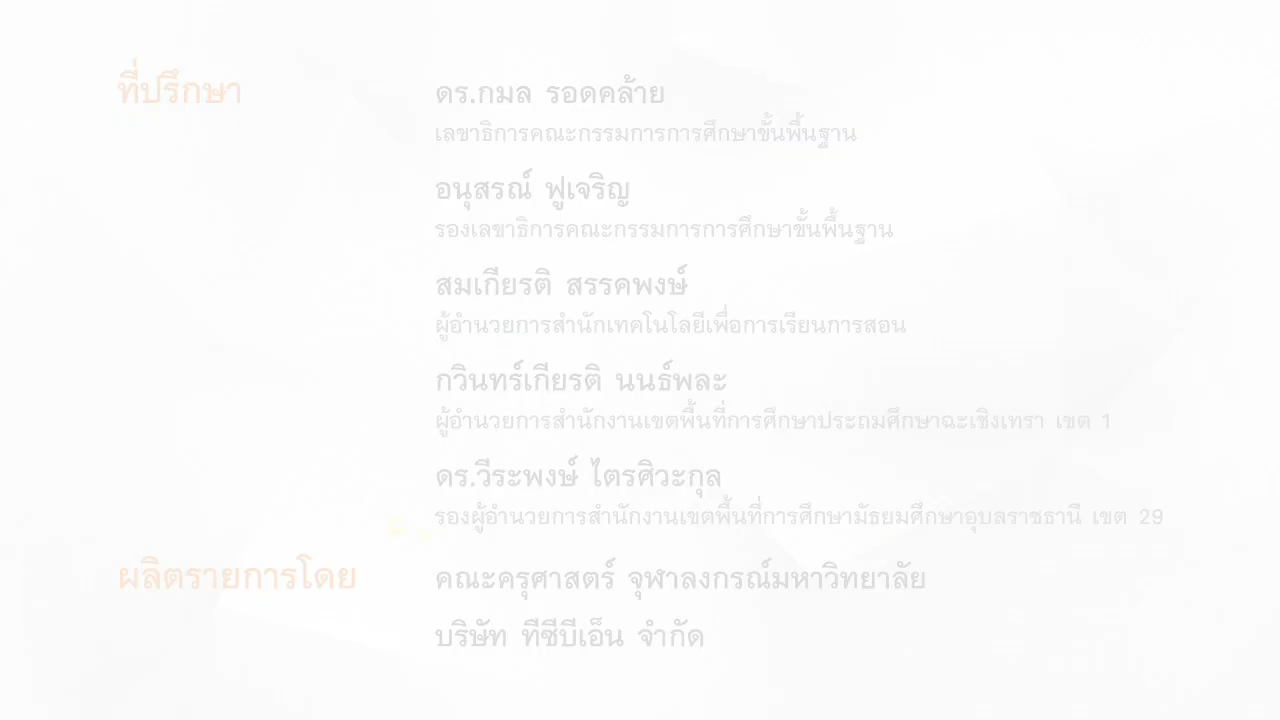 ที่ปรึกษา ดร.กมล รอดคล้าย
เลขาธิการคณะกรรมการการศึกษาขั้นพื้นฐาน
อนุสรณ์ ฟูเจริญ
รองเลขาธิการคณะกรรมการการศึกษาขั้นพื้นฐาน
สมเกียรติ สรรคพงษ์
ผู้อำนวยการสำนักเทคโนโลยีเพื่อการเรียนการสอน
กวินทร์เกียรติ นนธ์พละ
ผู้อำนวยการสำนักงานเขตพื้นที่การศึกษาประถมศึกษาฉะเชิงเทรา เขต 1
ดร.วีระพงษ์ ไตรศิวะกุล
รองผู้อำนวยการสำนักงานเขตพื้นที่การศึกษามัธยมศึกษาอุบลราชธานี เขต 29
ผลิตรายการโดย คณะครุศาสตร์ จุฬาลงกรณ์มหาวิทยาลัย
บริษัท ทีซีบีเอ็น จำกัด